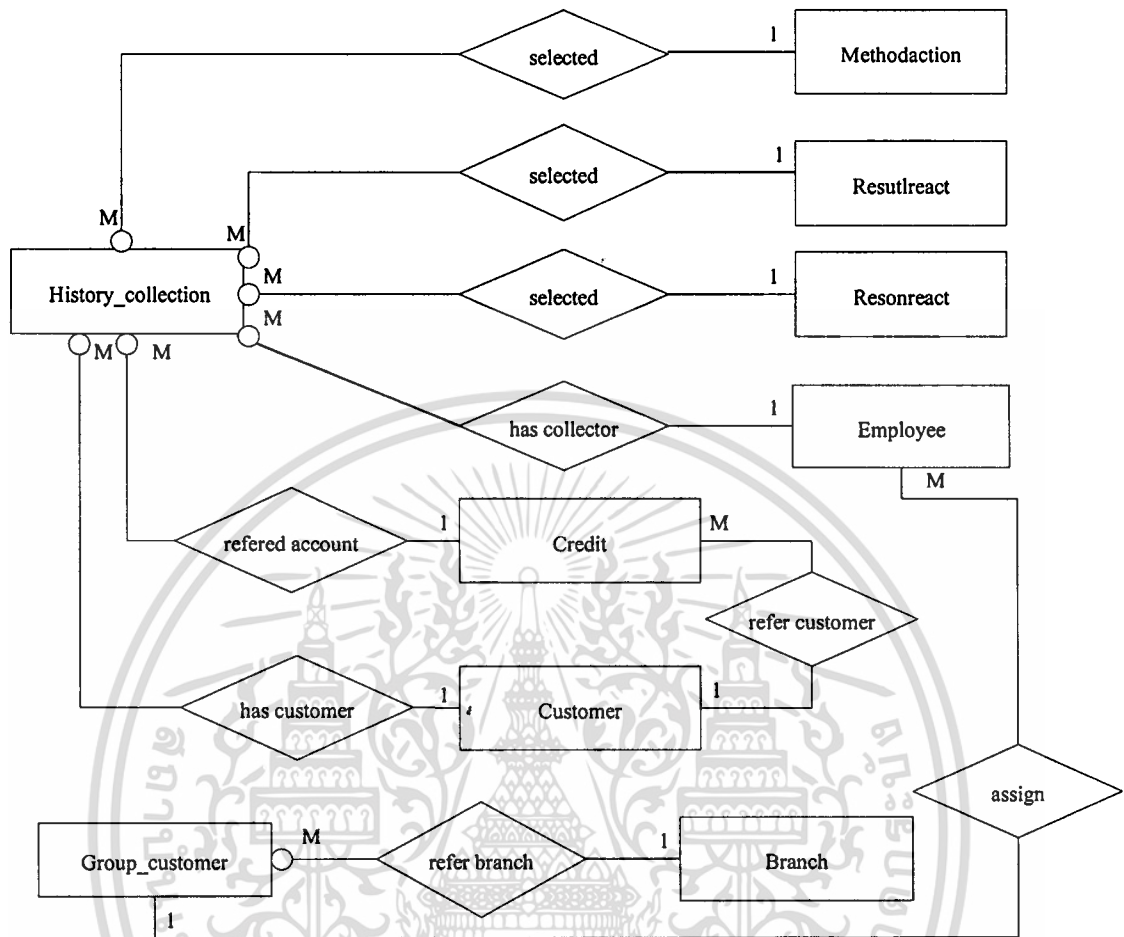 selected
1
Methodaction
M
selected
1
Resutlreact
M
History_collection
M
selected
1
Resonreact
M
M
M
has collector
1
Employee
M
refered account
1
Credit
M
refer customer
has customer
1
Customer
1
assign
Group_customer
M
refer branch
1
Branch
1